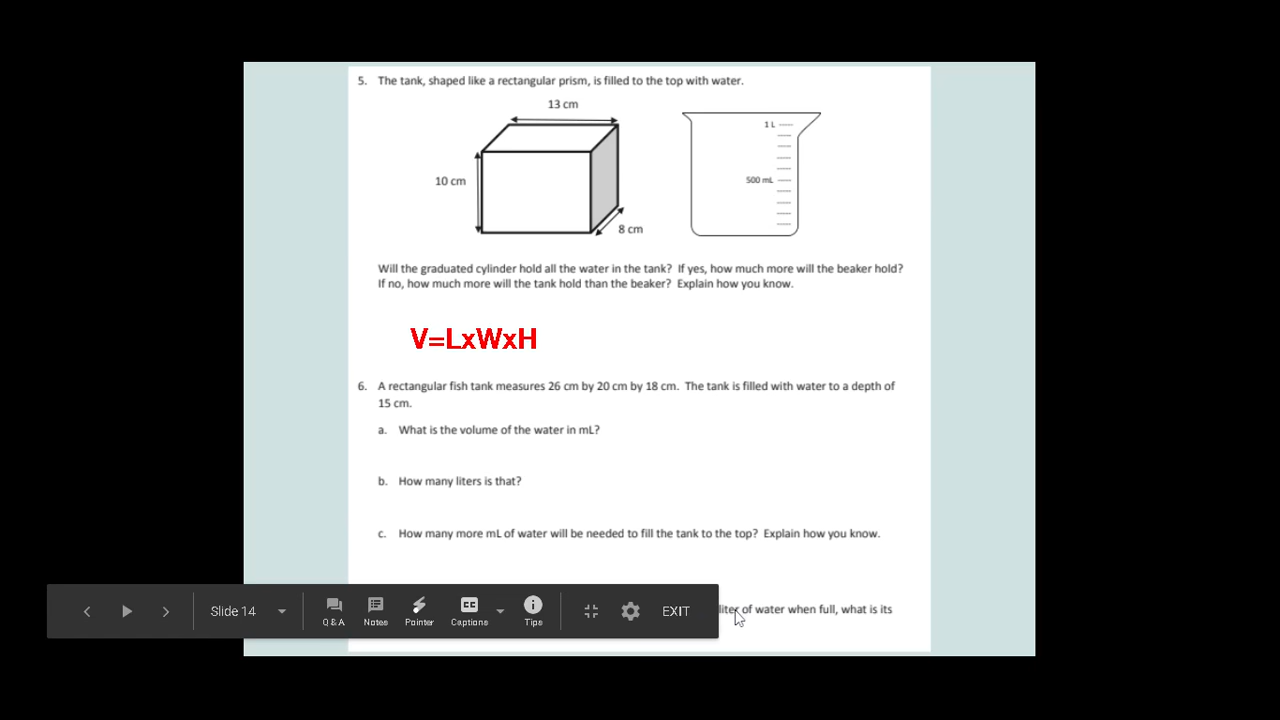 5. The tank, shaped like a rectangular prism, is filled to the top with water.
13 cm
1 L
10 cm
500 mL
8 cm
Will the graduated cylinder hold all the water in the tank? If yes, how much more will the beaker hold?
If no, how much more will the tank hold than the beaker? Explain how you know.
V=LxWxH
6. A rectangular fish tank measures 26 cm by 20 cm by 18 cm. The tank is filled with water to a depth of
15 cm.
a. What is the volume of the water in mL?
b. How many liters is that?
c. How many more mL of water will be needed to fill the tank to the top? Explain how you know.
liter of water when full, what is its
Slide 14
Q & A Notes Pointer Captions Tips
EXIT